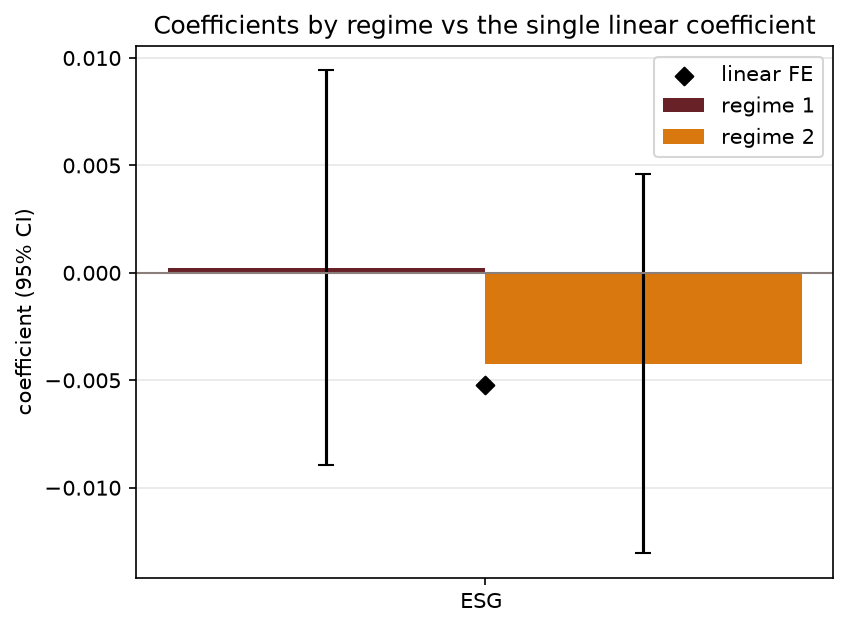 Coefficients by regime vs the single linear coefficient
coefficient (95% CI)
0.010
0.005
0.000
−0.005
−0.010
linear FE
regime 1
regime 2
ESG